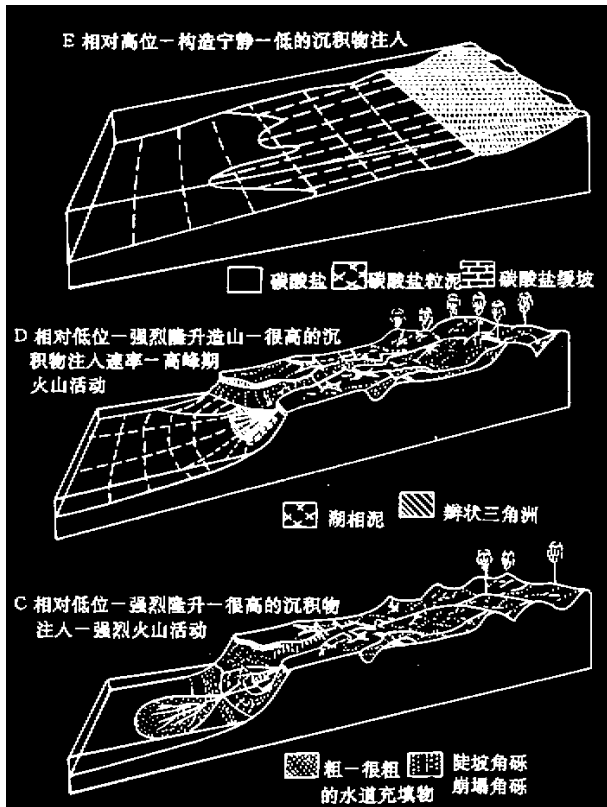 E 相对高位－构造宁静－低的沉积物注入
碳酸盐 碳酸盐粒泥 碳酸盐缓坡
D 相对低位－强烈隆升造山－很高的沉
积物注入速率－高峰期
火山活动
湖相泥 辫状三角洲
C 相对低位－强烈隆升－很高的沉积物
注入－强烈火山活动
粗－很粗
的水道充填物
陡坡角砾
崩塌角砾